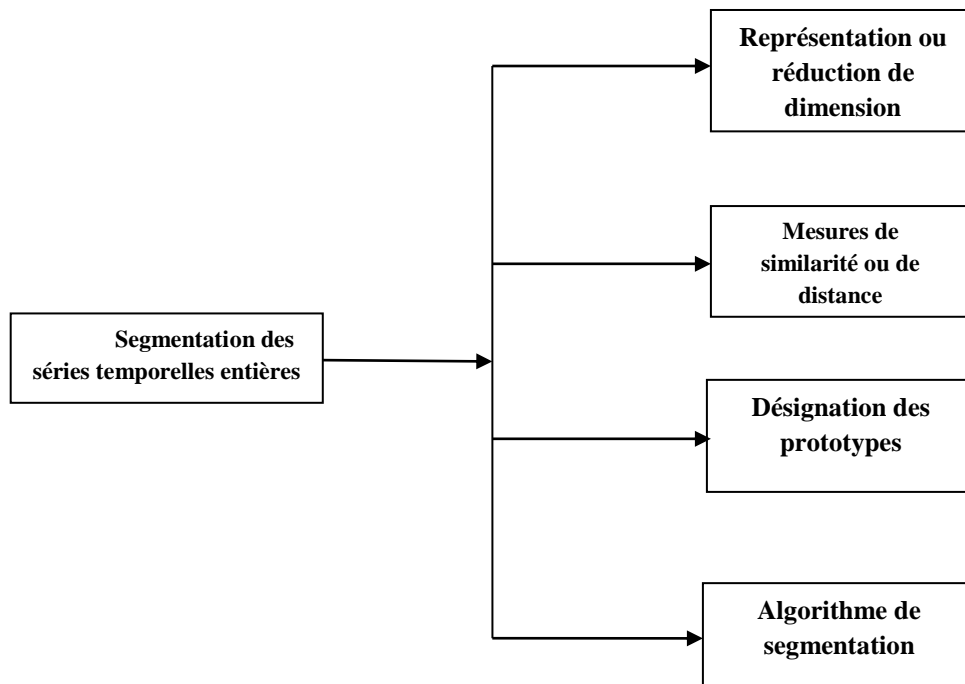 Segmentation des
séries temporelles entières
Représentation ou
réduction de
dimension
Mesures de
similarité ou de
distance
Désignation des
prototypes
Algorithme de
segmentation